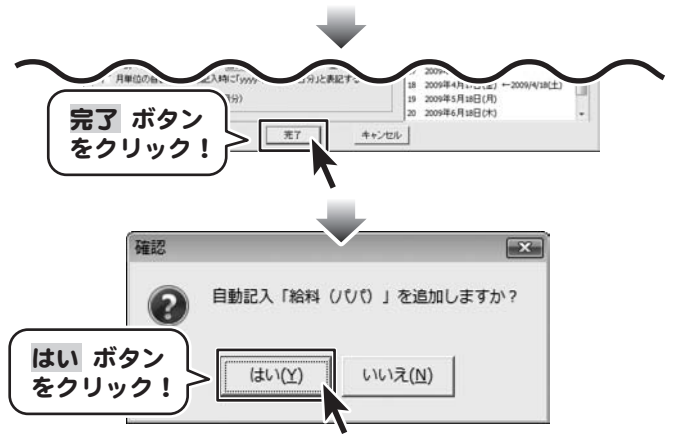 月単位の
記入時に「yyyy
分」と表記する
18 2009年4月17日(金) ←2009/4/18(土)
19 2009年5月18日(月)
20 2009年6月18日(木)
完了 ボタン
をクリック！
完了
キャンセル
確認
自動記入「給料（パパ）」を追加しますか？
はい ボタン
をクリック！
はい(Y)
いいえ(N)